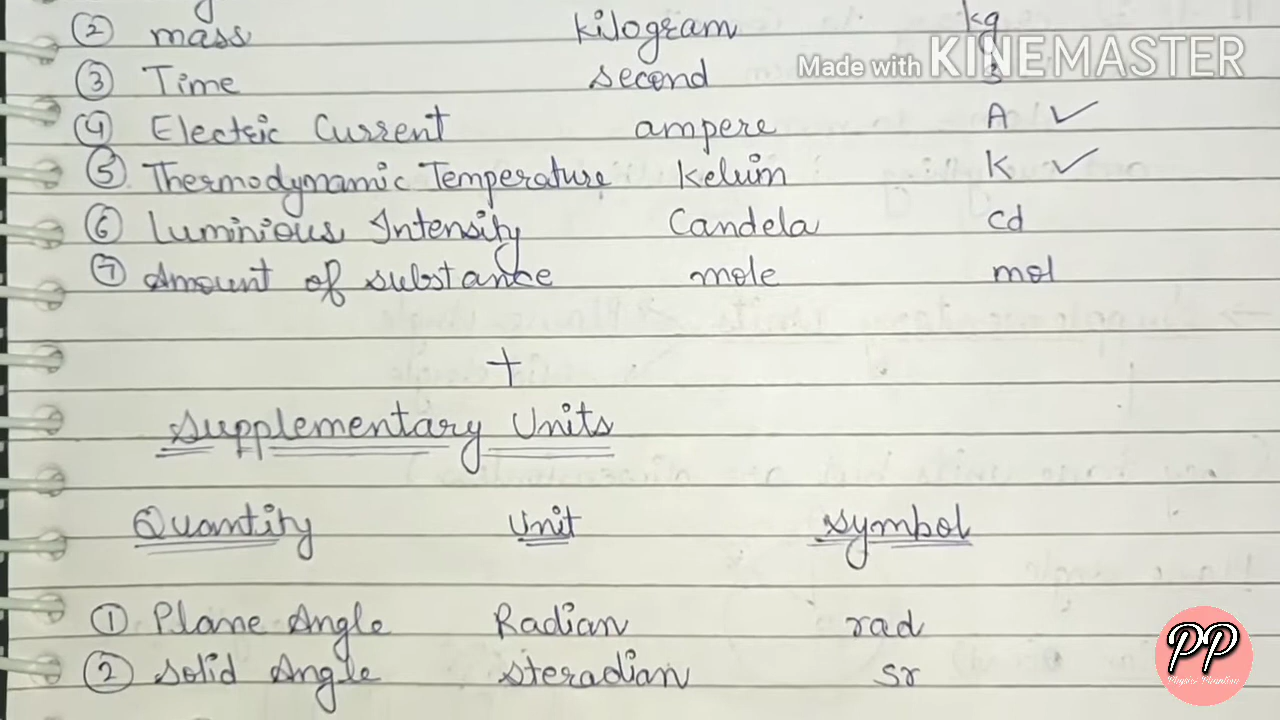 ② mass kilogram kg
③ Time second s
Made with KINEMASTER
④ Electric Current ampere A ✓
⑤ Thermodynamic Temperature Kelvin K ✓
⑥ Luminious Intensity Candela cd
⑦ Amount of substance mole mol
+
Supplementary Units
Quantity Unit Symbol
① Plane Angle Radian rad
② Solid Angle steradian sr
PP